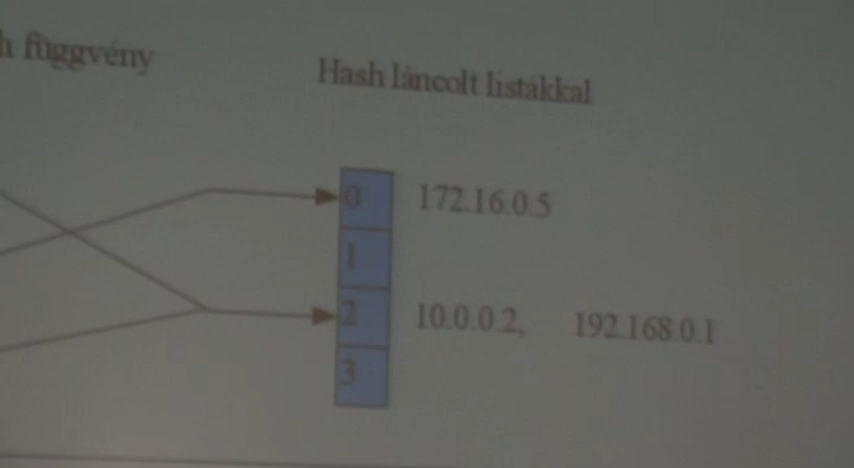 h függvény
Hash láncolt listákkal
0 172.16.0.5
1
2 10.0.0.2, 192.168.0.1
3